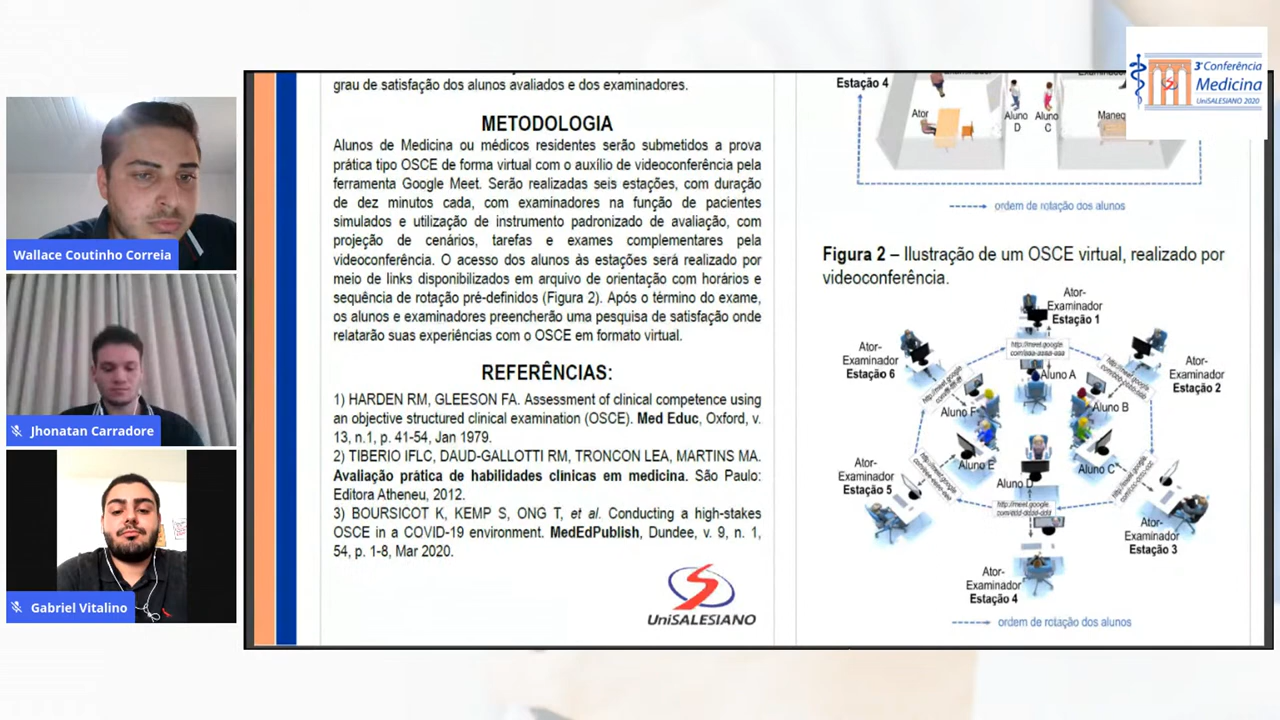 3ª Conferência
Medicina
UniSALESIANO 2020
Wallace Coutinho Correia
Jhonatan Carradore
Gabriel Vitalino
grau de satisfação dos alunos avaliados e dos examinadores.
METODOLOGIA
Alunos de Medicina ou médicos residentes serão submetidos a prova
prática tipo OSCE de forma virtual com o auxílio de videoconferência pela
ferramenta Google Meet. Serão realizadas seis estações, com duração
de dez minutos cada, com examinadores na função de pacientes
simulados e utilização de instrumento padronizado de avaliação, com
projeção de cenários, tarefas e exames complementares pela
videoconferência. O acesso dos alunos às estações será realizado por
meio de links disponibilizados em arquivo de orientação com horários e
sequência de rotação pré-definidos (Figura 2). Após o término do exame,
os alunos e examinadores preencherão uma pesquisa de satisfação onde
relatarão suas experiências com o OSCE em formato virtual.
REFERÊNCIAS:
1) HARDEN RM, GLEESON FA. Assessment of clinical competence using
an objective structured clinical examination (OSCE). Med Educ, Oxford, v.
13, n.1, p. 41-54, Jan 1979.
2) TIBERIO IFLC, DAUD-GALLOTTI RM, TRONCON LEA, MARTINS MA.
Avaliação prática de habilidades clínicas em medicina. São Paulo:
Editora Atheneu, 2012.
3) BOURSICOT K, KEMP S, ONG T, et al. Conducting a high-stakes
OSCE in a COVID-19 environment. MedEdPublish, Dundee, v. 9, n. 1,
54, p. 1-8, Mar 2020.
UniSALESIANO
Estação 4
Ator
Aluno
D
Aluno
C
Maneq
ordem de rotação dos alunos
Figura 2 – Ilustração de um OSCE virtual, realizado por
videoconferência.
Ator-
Examinador
Estação 1
Ator-
Examinador
Estação 6
Ator-
Examinador
Estação 2
Aluno A
Aluno F
Aluno B
Aluno E
Aluno C
Aluno D
Ator-
Examinador
Estação 5
Ator-
Examinador
Estação 3
Ator-
Examinador
Estação 4
ordem de rotação dos alunos